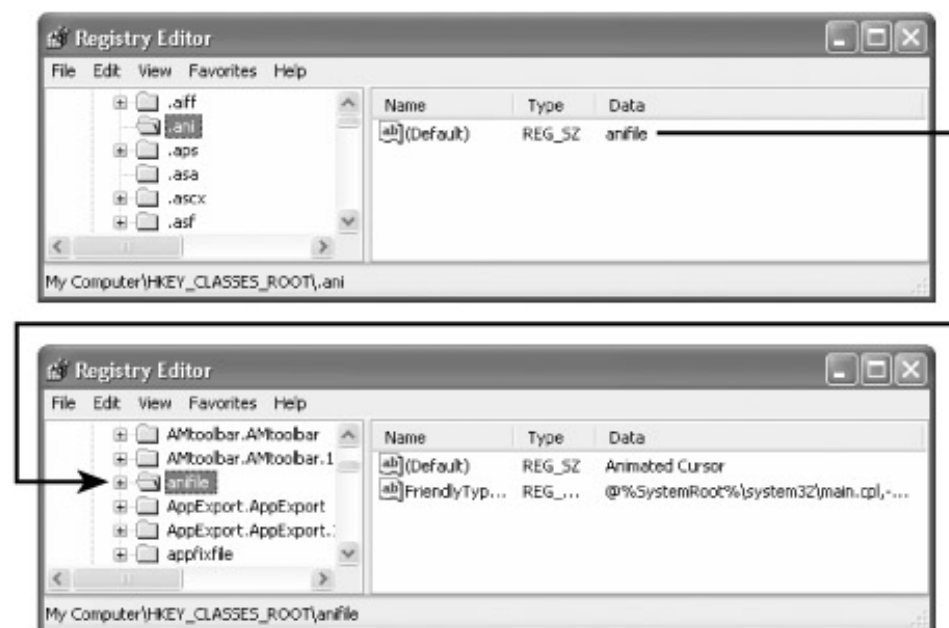 Registry Editor
File Edit View Favorites Help
.aiff
.ani
.aps
.asa
.ascx
.asf
Name Type Data
(Default) REG_SZ anifile
My Computer\HKEY_CLASSES_ROOT\.ani
Registry Editor
File Edit View Favorites Help
AMtoolbar.AMtoolbar
AMtoolbar.AMtoolbar.1
anifile
AppExport.AppExport
AppExport.AppExport.
appfixfile
Name Type Data
(Default) REG_SZ Animated Cursor
FriendlyTyp... REG_... @%SystemRoot%\system32\main.cpl,-...
My Computer\HKEY_CLASSES_ROOT\anifile